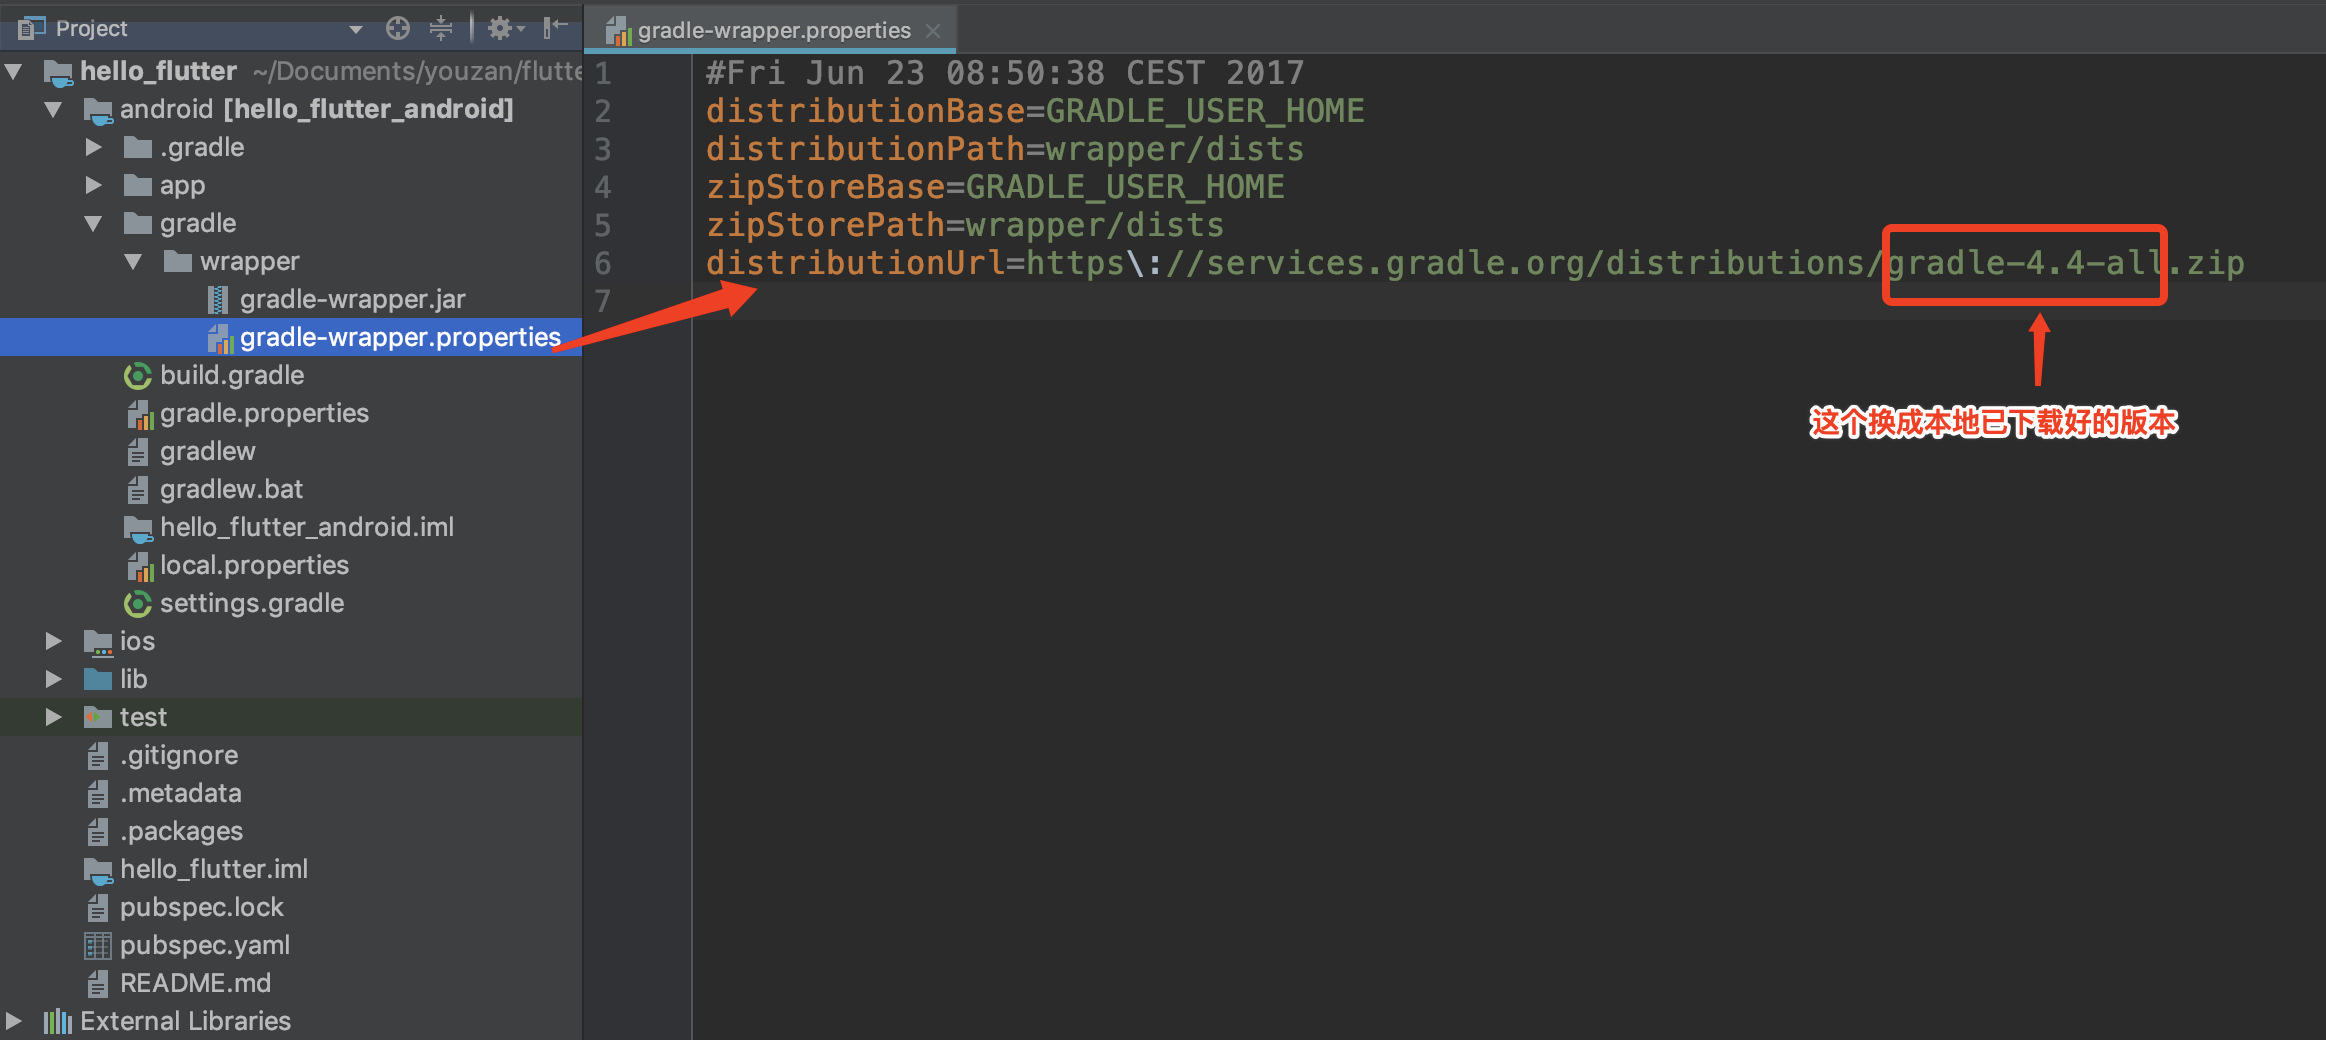 Project
hello_flutter ~/Documents/youzan/flutte
android [hello_flutter_android]
.gradle
app
gradle
wrapper
gradle-wrapper.jar
gradle-wrapper.properties
build.gradle
gradle.properties
gradlew
gradlew.bat
hello_flutter_android.iml
local.properties
settings.gradle
ios
lib
test
.gitignore
.metadata
.packages
hello_flutter.iml
pubspec.lock
pubspec.yaml
README.md
External Libraries
gradle-wrapper.properties
1 #Fri Jun 23 08:50:38 CEST 2017
2 distributionBase=GRADLE_USER_HOME
3 distributionPath=wrapper/dists
4 zipStoreBase=GRADLE_USER_HOME
5 zipStorePath=wrapper/dists
6 distributionUrl=https\://services.gradle.org/distributions/gradle-4.4-all.zip
7
这个换成本地已下载好的版本